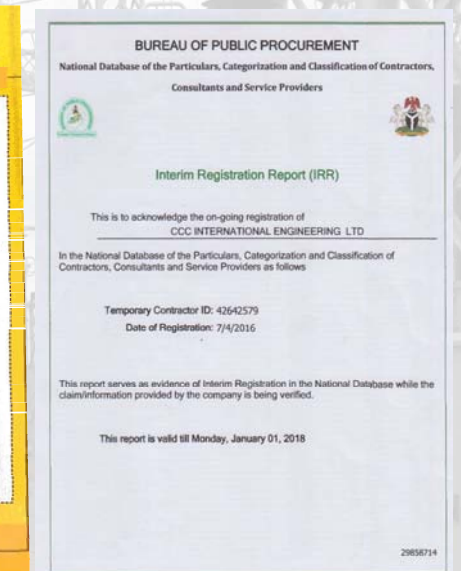 BUREAU OF PUBLIC PROCUREMENT
National Database of the Particulars, Categorization and Classification of Contractors,
Consultants and Service Providers
Interim Registration Report (IRR)
This is to acknowledge the on-going registration of
CCC INTERNATIONAL ENGINEERING LTD
In the National Database of the Particulars, Categorization and Classification of
Contractors, Consultants and Service Providers as follows
Temporary Contractor ID: 42642579
Date of Registration: 7/4/2016
This report serves as evidence of Interim Registration in the National Database while the
claim/information provided by the company is being verified.
This report is valid till Monday, January 01, 2018
29858714